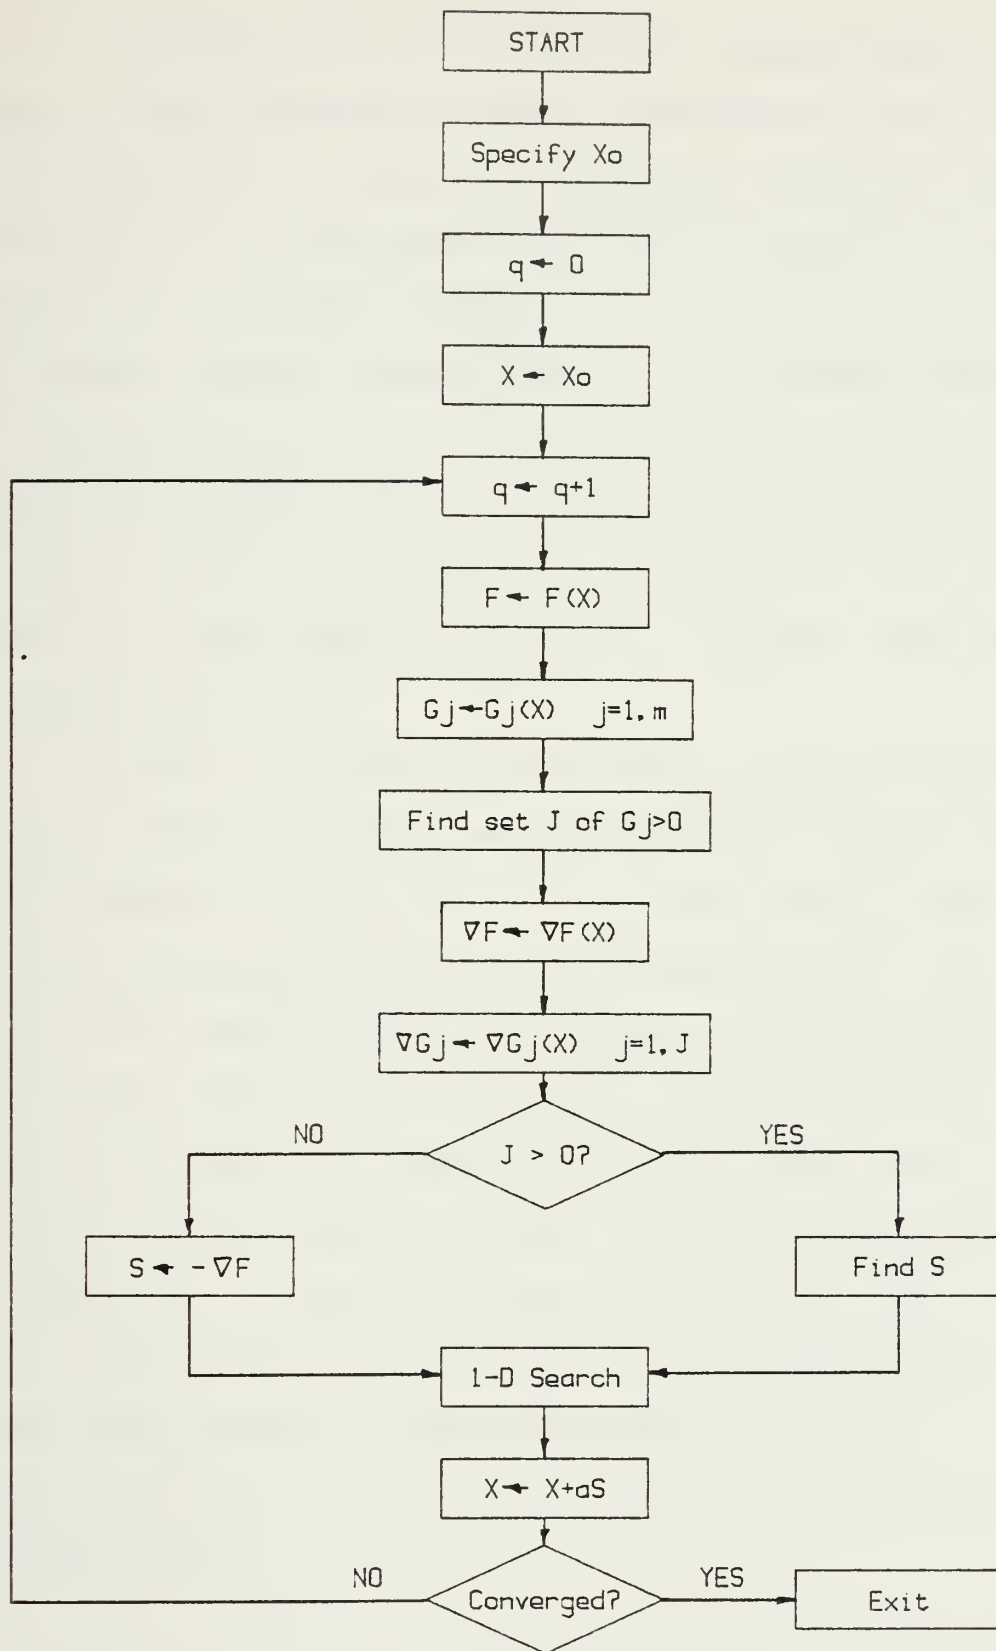 START
Specify Xo
q← 0
X← Xo
q← q+1
F← F(X)
Gj←Gj(X) j=1,m
Find set J of Gj>0
∇F← ∇F(X)
∇Gj← ∇Gj(X) j=1,J
NO
J > 0?
YES
S← -∇F
Find S
1-D Search
X← X+aS
NO
Converged?
YES
Exit